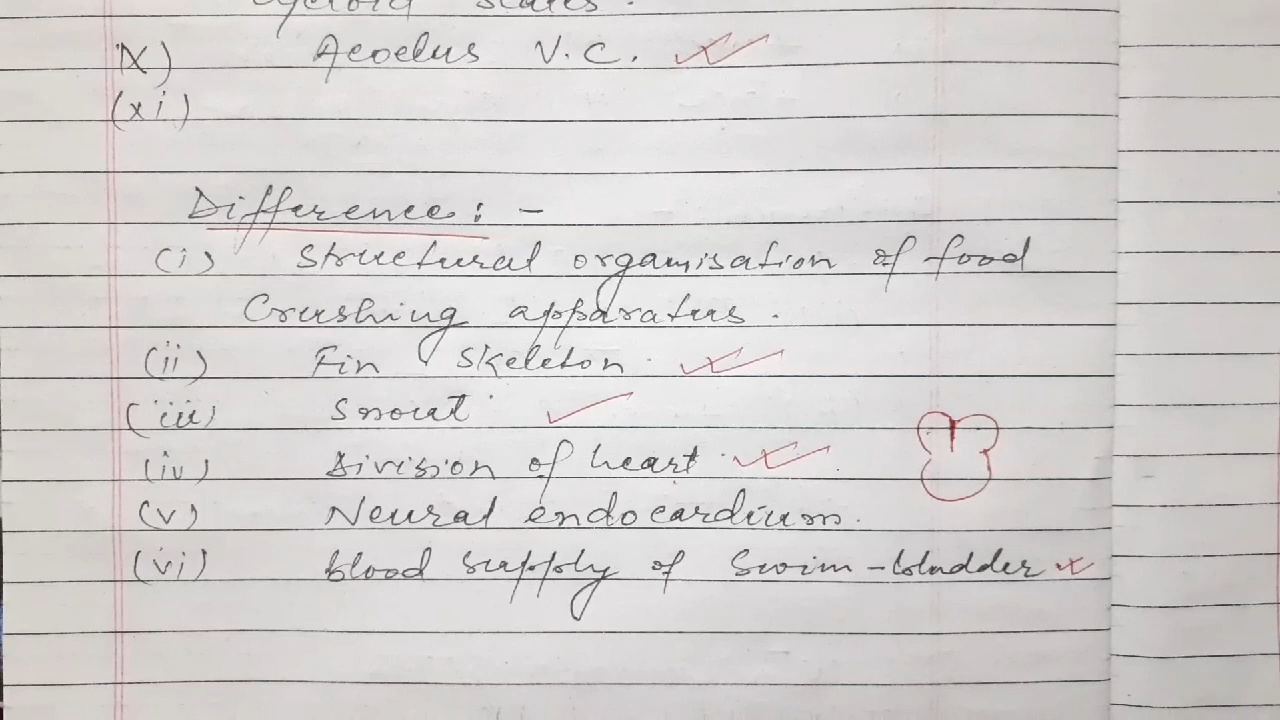 IX) Acoelus V.C.
(xi)
Difference : -
(i) Structural organisation of food
Crushing apparatus .
(ii) Fin Skeleton .
(iii) Snout
(iv) Division of heart .
(v) Neural endocardium .
(vi) blood supply of Swim - bladder